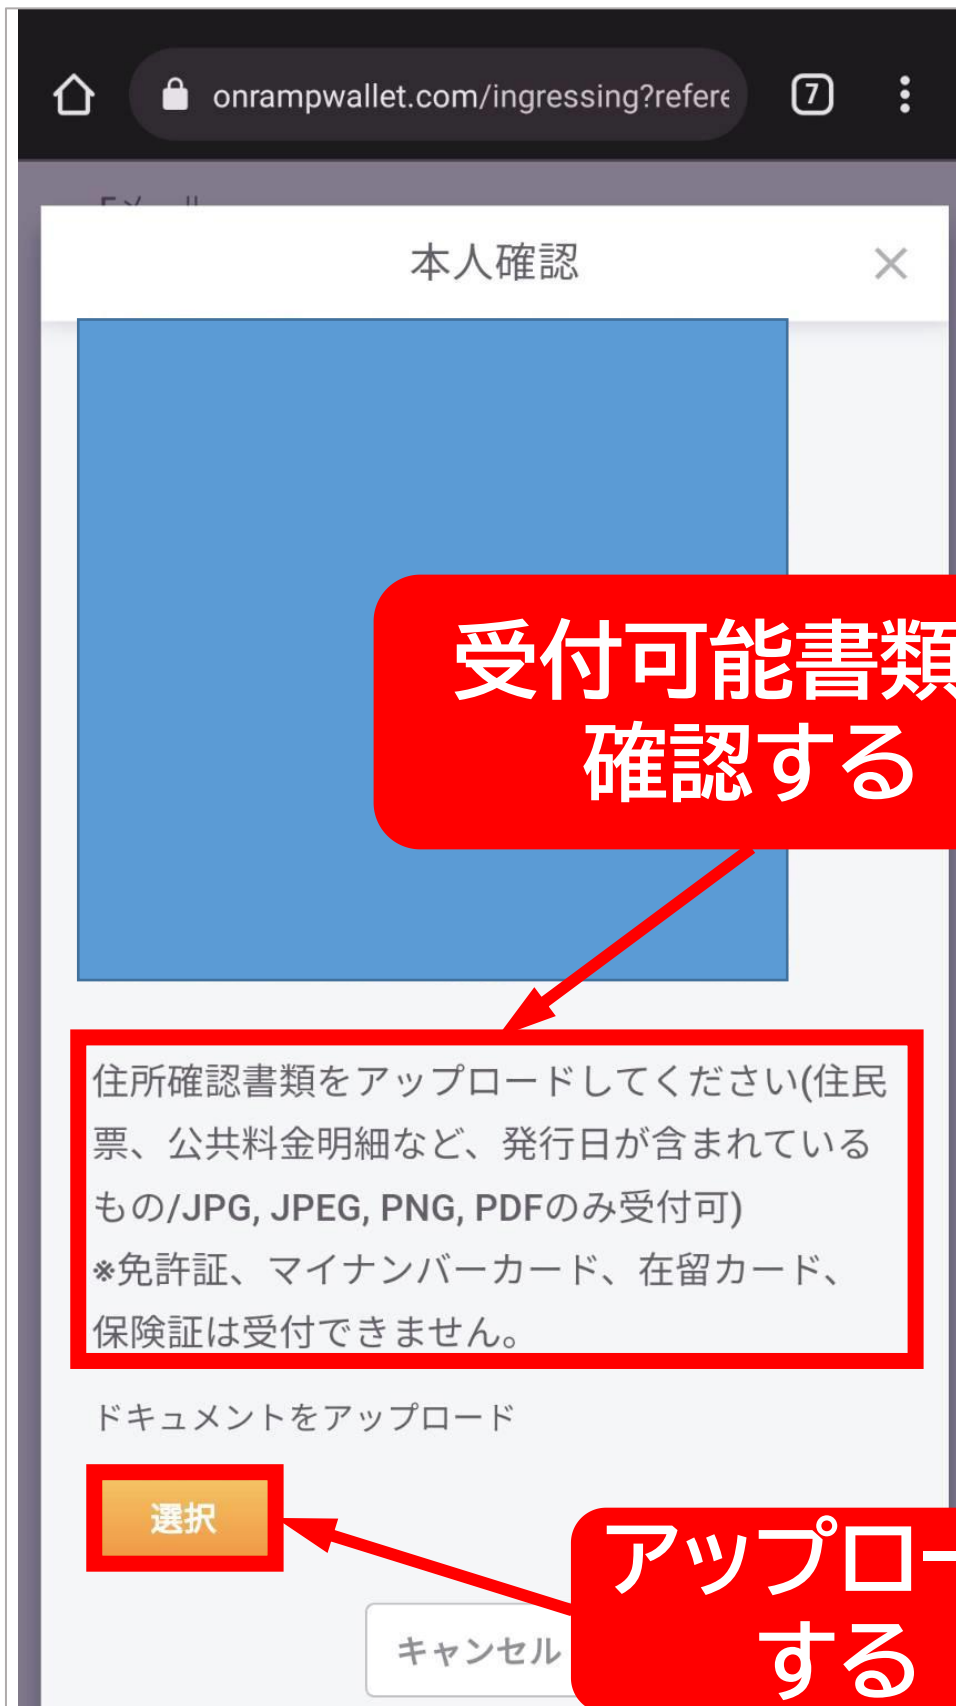 onrampwallet.com/ingressing?refere
7
本人確認
受付可能書類
確認する
住所確認書類をアップロードしてください(住民
票、公共料金明細など、発行日が含まれている
もの/JPG, JPEG, PNG, PDFのみ受付可)
※免許証、マイナンバーカード、在留カード、
保険証は受付できません。
ドキュメントをアップロード
選択
アップロー
する
キャンセル